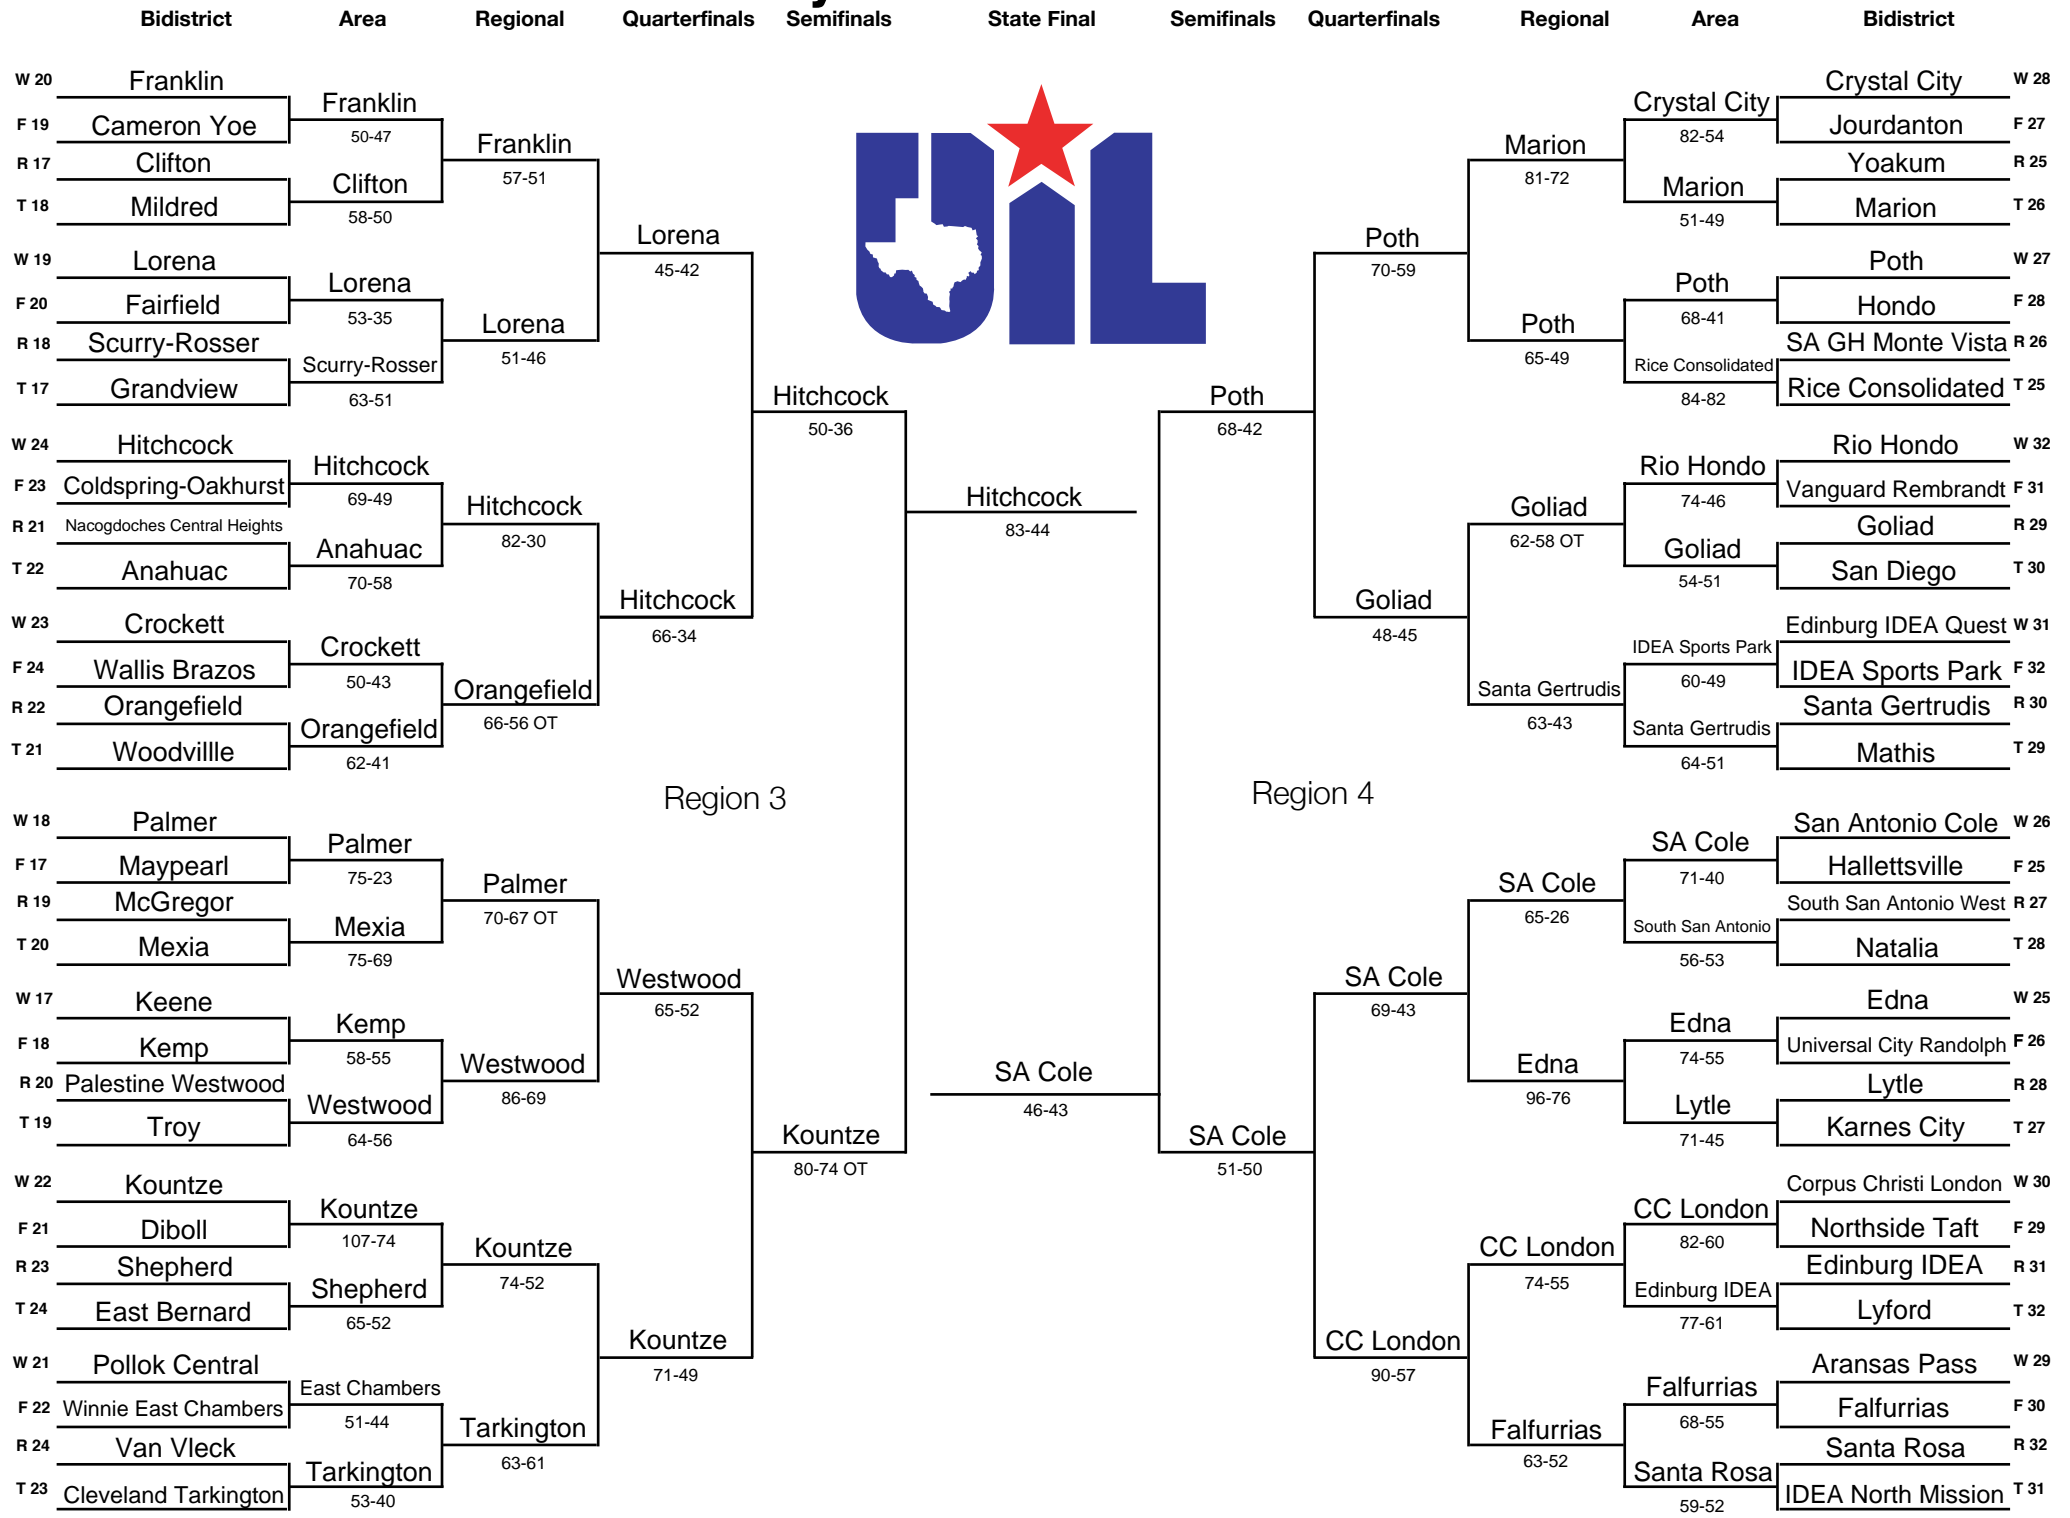 Bidistrict Area Regional Quarterfinals Semifinals State Final Semifinals Quarterfinals Regional Area Bidistrict
W 20 Franklin
F 19 Cameron Yoe
R 17 Clifton
T 18 Mildred
W 19 Lorena
F 20 Fairfield
R 18 Scurry-Rosser
T 17 Grandview
W 24 Hitchcock
F 23 Coldspring-Oakhurst
R 21 Nacogdoches Central Heights
T 22 Anahuac
W 23 Crockett
F 24 Wallis Brazos
R 22 Orangefield
T 21 Woodvillle
W 18 Palmer
F 17 Maypearl
R 19 McGregor
T 20 Mexia
W 17 Keene
F 18 Kemp
R 20 Palestine Westwood
T 19 Troy
W 22 Kountze
F 21 Diboll
R 23 Shepherd
T 24 East Bernard
W 21 Pollok Central
F 22 Winnie East Chambers
R 24 Van Vleck
T 23 Cleveland Tarkington
Franklin
50-47
Clifton
58-50
Lorena
53-35
Scurry-Rosser
63-51
Hitchcock
69-49
Anahuac
70-58
Crockett
50-43
Orangefield
62-41
Palmer
75-23
Mexia
75-69
Kemp
58-55
Westwood
64-56
Kountze
107-74
Shepherd
65-52
East Chambers
51-44
Tarkington
53-40
Franklin
57-51
Lorena
51-46
Hitchcock
82-30
Orangefield
66-56 OT
Palmer
70-67 OT
Westwood
86-69
Kountze
74-52
Tarkington
63-61
Lorena
45-42
Hitchcock
66-34
Region 3
Westwood
65-52
Kountze
71-49
Hitchcock
50-36
Kountze
80-74 OT
UIL
Hitchcock
83-44
SA Cole
46-43
Poth
68-42
SA Cole
51-50
Poth
70-59
Goliad
48-45
Region 4
SA Cole
69-43
CC London
90-57
Marion
81-72
Poth
65-49
Goliad
62-58 OT
Santa Gertrudis
63-43
SA Cole
65-26
Edna
96-76
CC London
74-55
Falfurrias
63-52
Crystal City
82-54
Marion
51-49
Poth
68-41
Rice Consolidated
84-82
Rio Hondo
74-46
Goliad
54-51
IDEA Sports Park
60-49
Santa Gertrudis
64-51
SA Cole
71-40
South San Antonio
56-53
Edna
74-55
Lytle
71-45
CC London
82-60
Edinburg IDEA
77-61
Falfurrias
68-55
Santa Rosa
59-52
Crystal City W 28
Jourdanton F 27
Yoakum R 25
Marion T 26
Poth W 27
Hondo F 28
SA GH Monte Vista R 26
Rice Consolidated T 25
Rio Hondo W 32
Vanguard Rembrandt F 31
Goliad R 29
San Diego T 30
Edinburg IDEA Quest W 31
IDEA Sports Park F 32
Santa Gertrudis R 30
Mathis T 29
San Antonio Cole W 26
Hallettsville F 25
South San Antonio West R 27
Natalia T 28
Edna W 25
Universal City Randolph F 26
Lytle R 28
Karnes City T 27
Corpus Christi London W 30
Northside Taft F 29
Edinburg IDEA R 31
Lyford T 32
Aransas Pass W 29
Falfurrias F 30
Santa Rosa R 32
IDEA North Mission T 31